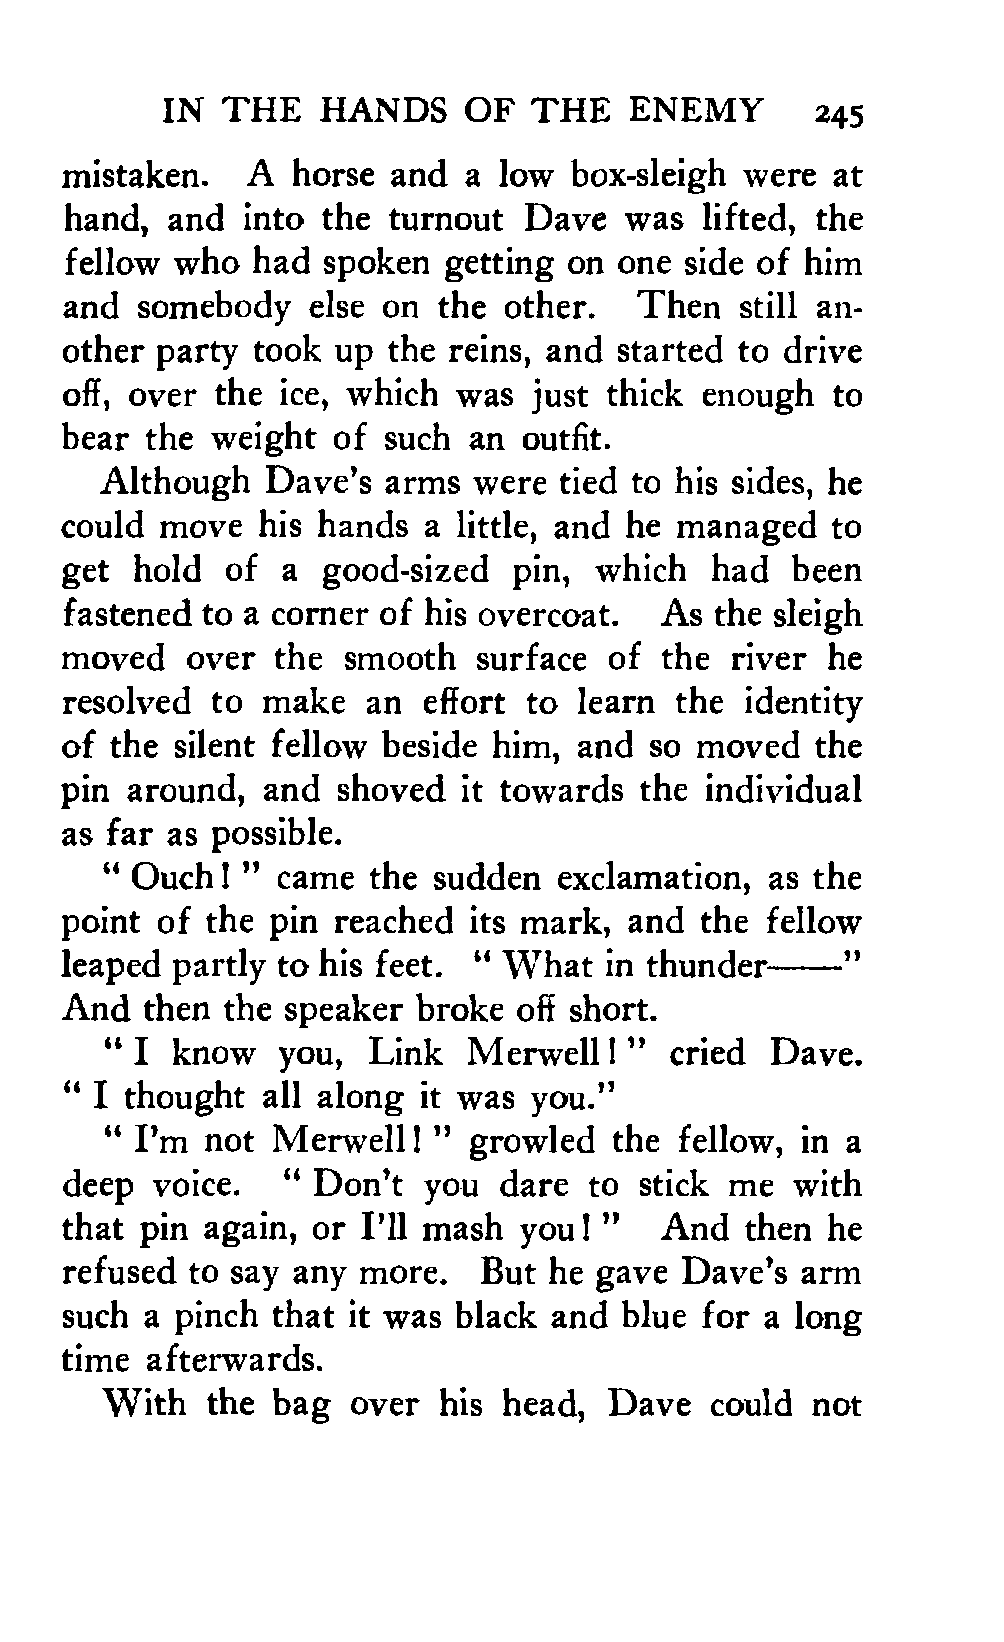 IN THE HANDS OF THE ENEMY 245
mistaken. A horse and a low box-sleigh were at
hand, and into the turnout Dave was lifted, the
fellow who had spoken getting on one side of him
and somebody else on the other. Then still an-
other party took up the reins, and started to drive
off, over the ice, which was just thick enough to
bear the weight of such an outfit.
Although Dave's arms were tied to his sides, he
could move his hands a little, and he managed to
get hold of a good-sized pin, which had been
fastened to a corner of his overcoat. As the sleigh
moved over the smooth surface of the river he
resolved to make an effort to learn the identity
of the silent fellow beside him, and so moved the
pin around, and shoved it towards the individual
as far as possible.
" Ouch! " came the sudden exclamation, as the
point of the pin reached its mark, and the fellow
leaped partly to his feet. " What in thunder——"
And then the speaker broke off short.
" I know you, Link Merwell! " cried Dave.
" I thought all along it was you."
" I'm not Merwell! " growled the fellow, in a
deep voice. " Don't you dare to stick me with
that pin again, or I'll mash you! " And then he
refused to say any more. But he gave Dave's arm
such a pinch that it was black and blue for a long
time afterwards.
With the bag over his head, Dave could not